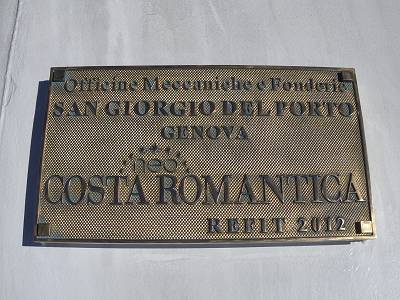 Officine Meccaniche e Fonderie
SAN GIORGIO DEL PORTO
GENOVA
neo
COSTA ROMANTICA
REFIT 2012